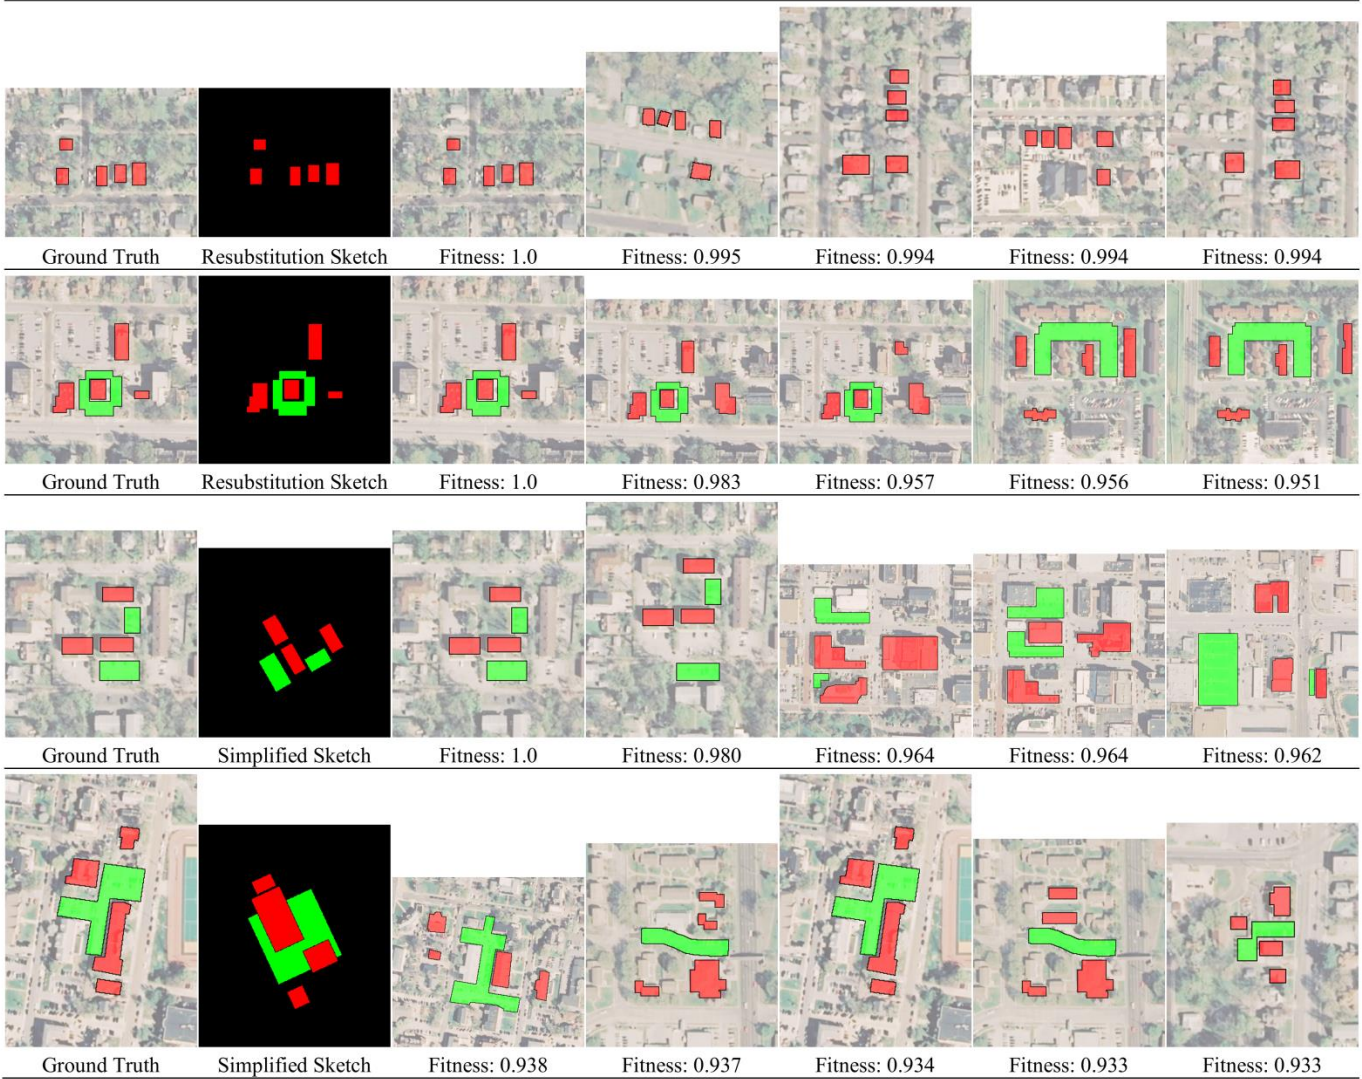 Ground Truth Resubstitution Sketch Fitness: 1.0 Fitness: 0.995 Fitness: 0.994 Fitness: 0.994 Fitness: 0.994
Ground Truth Resubstitution Sketch Fitness: 1.0 Fitness: 0.983 Fitness: 0.957 Fitness: 0.956 Fitness: 0.951
Ground Truth Simplified Sketch Fitness: 1.0 Fitness: 0.980 Fitness: 0.964 Fitness: 0.964 Fitness: 0.962
Ground Truth Simplified Sketch Fitness: 0.938 Fitness: 0.937 Fitness: 0.934 Fitness: 0.933 Fitness: 0.933